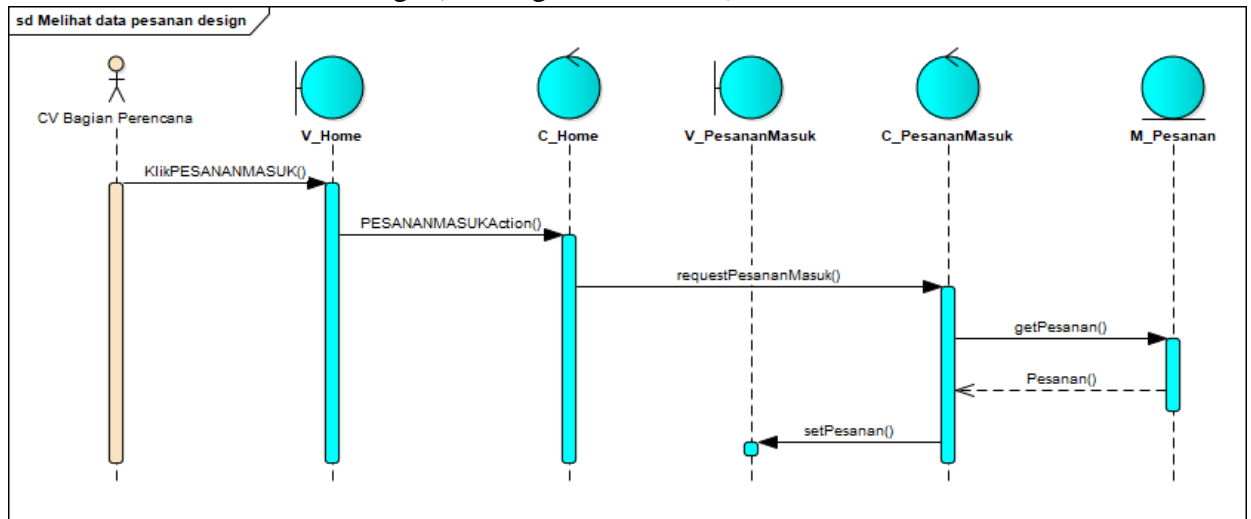 sd Melihat data pesanan design
CV Bagian Perencana
V_Home
C_Home
V_PesananMasuk
C_PesananMasuk
M_Pesanan
KlikPESANANMASUK()
PESANANMASUKAction()
requestPesananMasuk()
getPesanan()
Pesanan()
setPesanan()